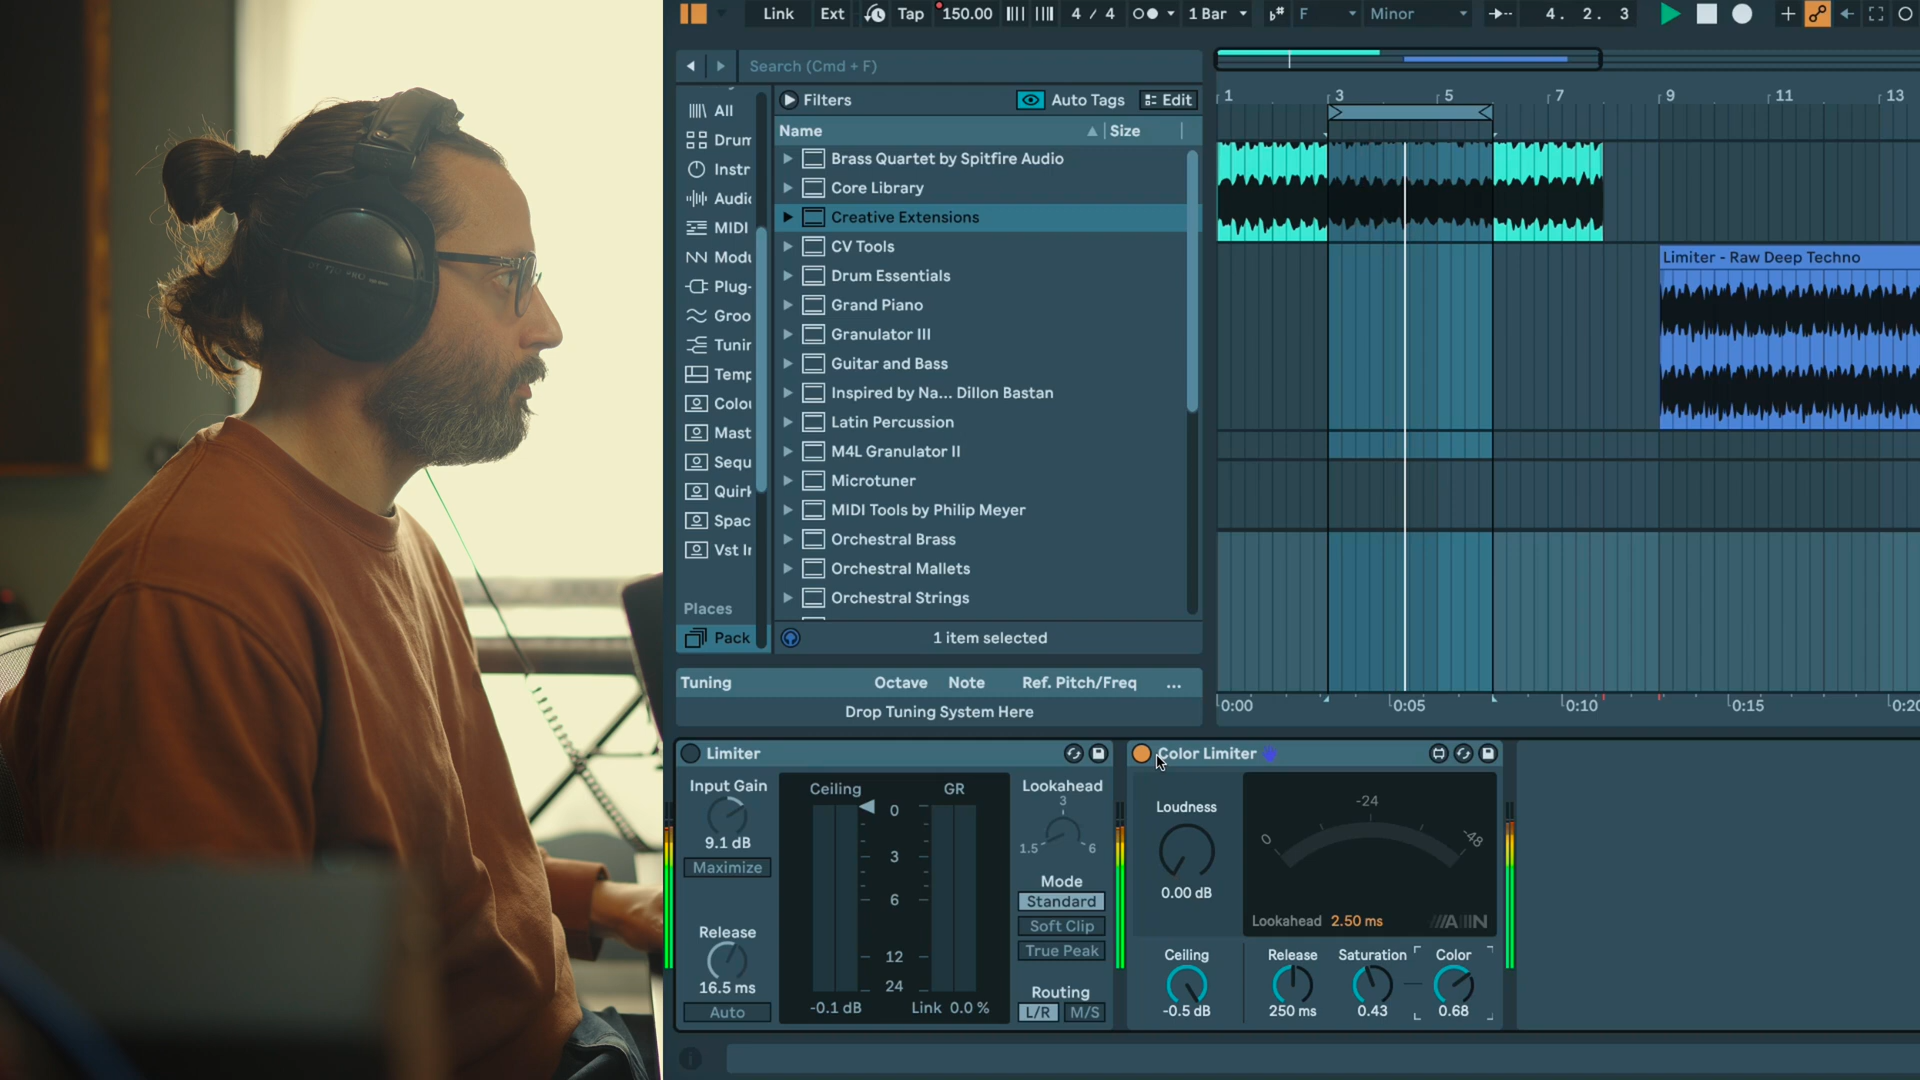 Link Ext Tap 150.00 4 / 4 1 Bar F Minor 4. 2. 3
Search (Cmd + F)
Filters Auto Tags Edit
Name Size
All
Drum
Instr
Audio
MIDI
Modu
Plug-
Groo
Tunin
Temp
Colou
Mast
Sequ
Quirk
Spac
Vst In
Places
Pack
Brass Quartet by Spitfire Audio
Core Library
Creative Extensions
CV Tools
Drum Essentials
Grand Piano
Granulator III
Guitar and Bass
Inspired by Na... Dillon Bastan
Latin Percussion
M4L Granulator II
Microtuner
MIDI Tools by Philip Meyer
Orchestral Brass
Orchestral Mallets
Orchestral Strings
1 item selected
Tuning Octave Note Ref. Pitch/Freq ...
Drop Tuning System Here
1 3 5 7 9 11 13
Limiter - Raw Deep Techno
0:00 0:05 0:10 0:15 0:20
Limiter
Input Gain
9.1 dB
Maximize
Release
16.5 ms
Auto
Ceiling GR
0
3
6
12
24
-0.1 dB Link 0.0 %
Lookahead
3
1.5 6
Mode
Standard
Soft Clip
True Peak
Routing
L/R M/S
Color Limiter
Loudness
0.00 dB
0 -24 -48
Lookahead 2.50 ms
Ceiling Release Saturation Color
-0.5 dB 250 ms 0.43 0.68